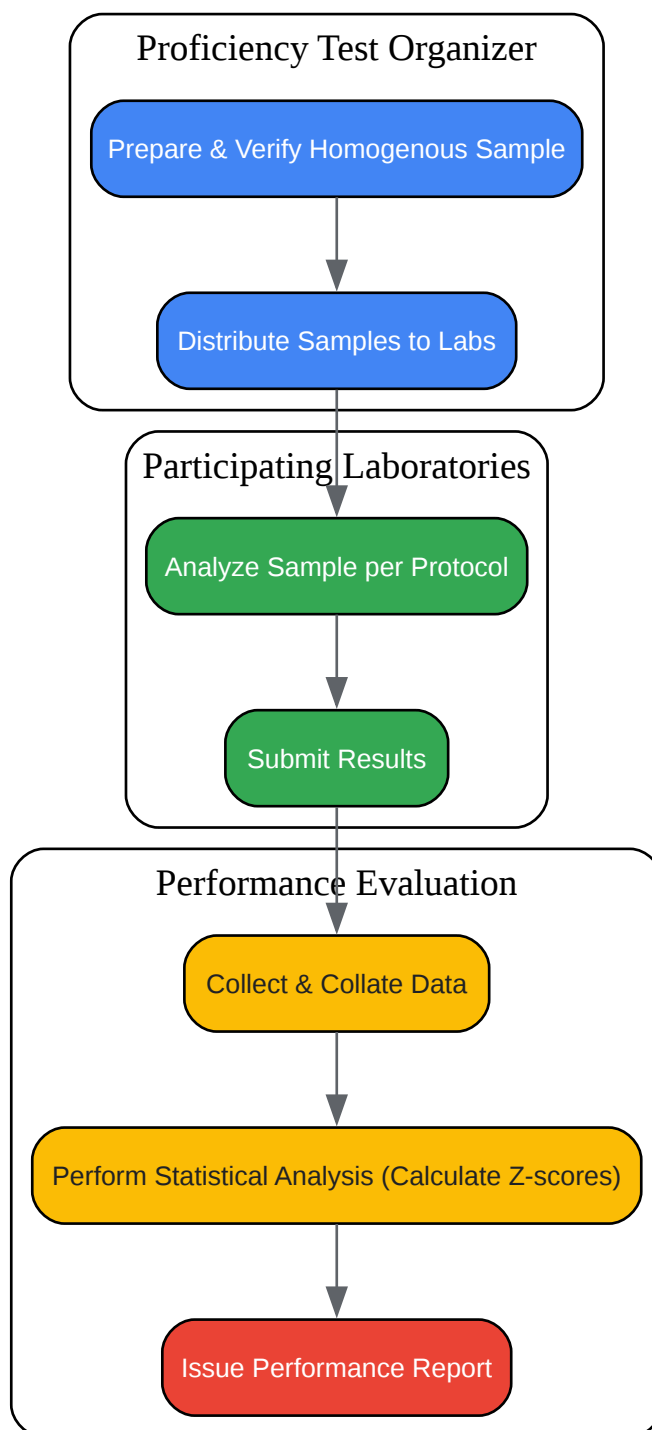 Proficiency Test Organizer
Prepare & Verify Homogenous Sample
Distribute Samples to Labs
Participating Laboratories
Analyze Sample per Protocol
Submit Results
Performance Evaluation
Collect & Collate Data
Perform Statistical Analysis (Calculate Z-scores)
Issue Performance Report